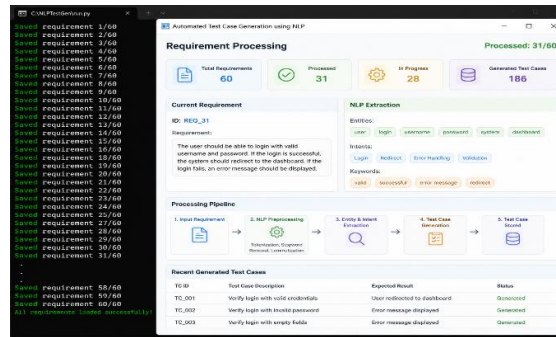 C:\NLPTestGen\run.py
Saved requirement 1/60
Saved requirement 2/60
Saved requirement 3/60
Saved requirement 4/60
Saved requirement 5/60
Saved requirement 6/60
Saved requirement 7/60
Saved requirement 8/60
Saved requirement 9/60
Saved requirement 10/60
Saved requirement 11/60
Saved requirement 12/60
Saved requirement 13/60
Saved requirement 14/60
Saved requirement 15/60
Saved requirement 16/60
Saved requirement 18/60
Saved requirement 19/60
Saved requirement 20/60
Saved requirement 21/60
Saved requirement 22/60
Saved requirement 23/60
Saved requirement 24/60
Saved requirement 25/60
Saved requirement 27/60
Saved requirement 28/60
Saved requirement 29/60
Saved requirement 30/60
Saved requirement 31/60
.
.
.
Saved requirement 58/60
Saved requirement 59/60
Saved requirement 60/60
All requirements loaded successfully!
Automated Test Case Generation using NLP
Requirement Processing
Processed: 31/60
Total Requirements
60
Processed
31
In Progress
28
Generated Test Cases
186
Current Requirement
ID: REQ_31
Requirement:
The user should be able to login with valid
username and password. If the login is successful,
the system should redirect to the dashboard. If the
login fails, an error message should be displayed.
NLP Extraction
Entities:
user login username password system dashboard
Intents:
Login Redirect Error Handling Validation
Keywords:
valid successful error message redirect
Processing Pipeline
1. Input Requirement
2. NLP Preprocessing
Tokenization, Stopword
Removal, Lemmatization
3. Entity & Intent
Extraction
4. Test Case
Generation
5. Test Case
Stored
Recent Generated Test Cases
TC ID Test Case Description Expected Result Status
TC_001 Verify login with valid credentials User redirected to dashboard Generated
TC_002 Verify login with invalid password Error message displayed Generated
TC_003 Verify login with empty fields Error message displayed Generated